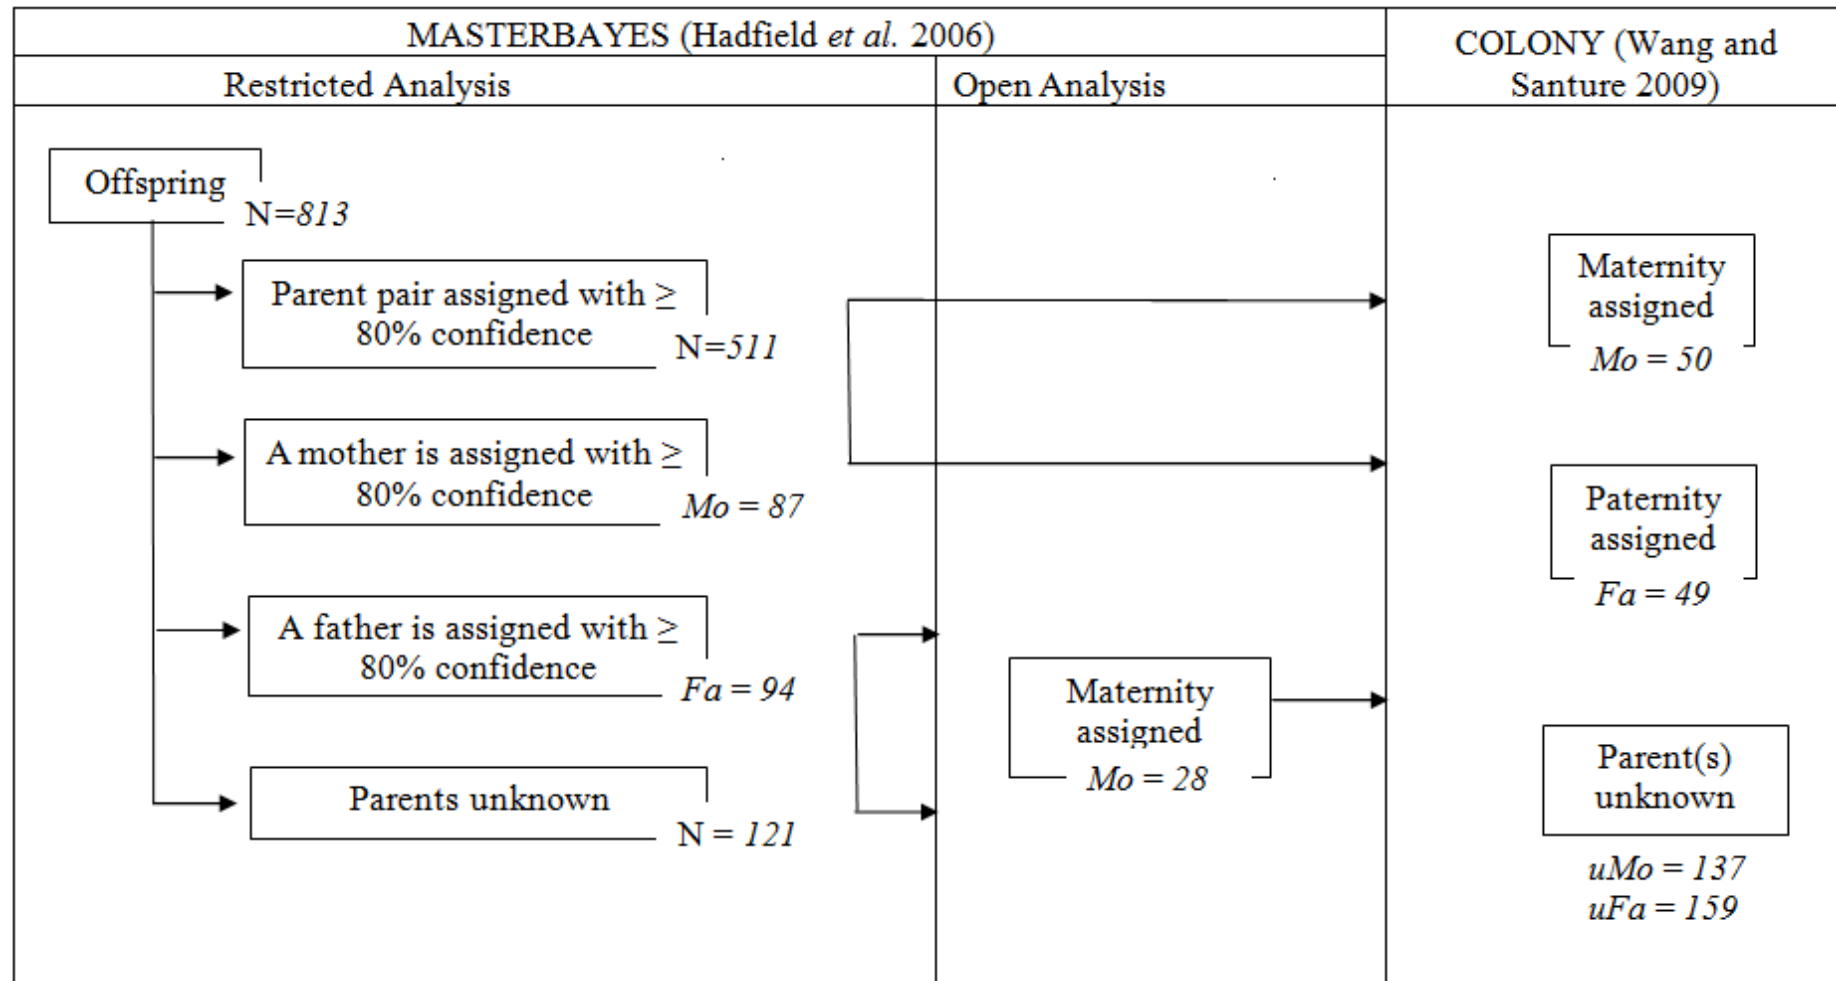 MASTERBAYES (Hadfield et al. 2006)
COLONY (Wang and
Santure 2009)
Restricted Analysis
Open Analysis
Offspring
N=813
Parent pair assigned with ≥
80% confidence
N=511
A mother is assigned with ≥
80% confidence
Mo = 87
A father is assigned with ≥
80% confidence
Fa = 94
Parents unknown
N = 121
Maternity
assigned
Mo = 28
Maternity
assigned
Mo = 50
Paternity
assigned
Fa = 49
Parent(s)
unknown
uMo = 137
uFa = 159